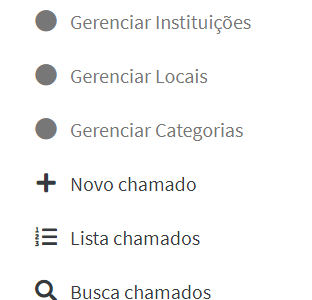 Gerenciar Instituições
Gerenciar Locais
Gerenciar Categorias
Novo chamado
Lista chamados
Busca chamados